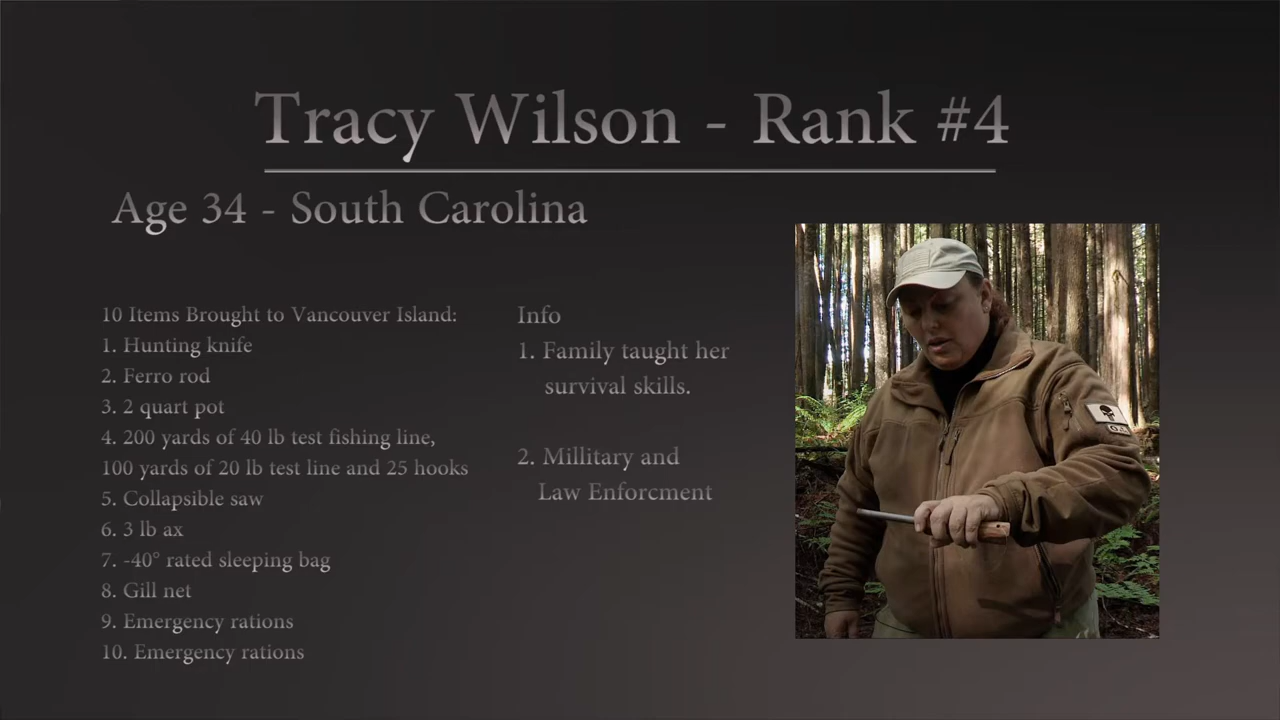 Tracy Wilson - Rank #4
Age 34 - South Carolina
10 Items Brought to Vancouver Island:
1. Hunting knife
2. Ferro rod
3. 2 quart pot
4. 200 yards of 40 lb test fishing line,
100 yards of 20 lb test line and 25 hooks
5. Collapsible saw
6. 3 lb ax
7. -40° rated sleeping bag
8. Gill net
9. Emergency rations
10. Emergency rations
Info
1. Family taught her
survival skills.
2. Millitary and
Law Enforcment